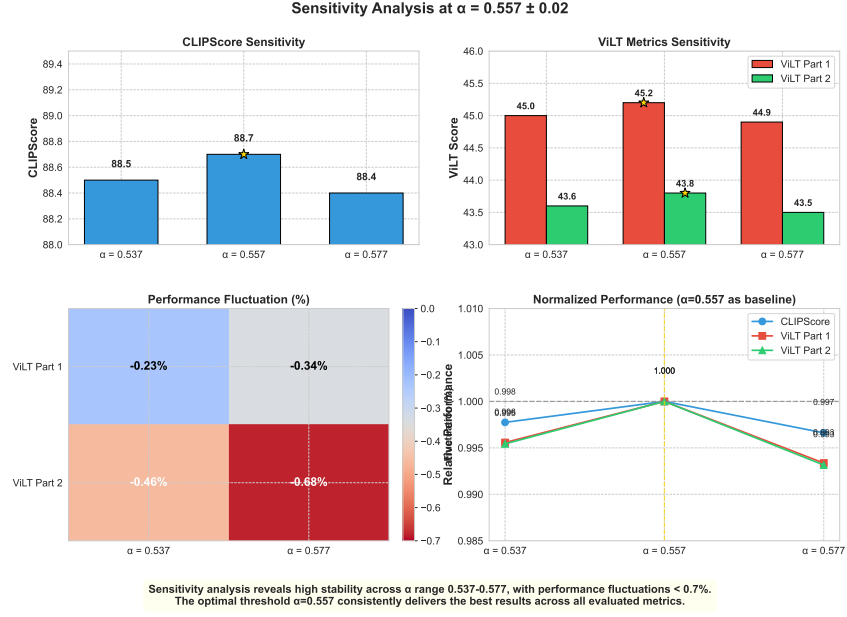 Sensitivity Analysis at α = 0.557 ± 0.02
CLIPScore Sensitivity
CLIPScore
89.4
89.2
89.0
88.8
88.6
88.4
88.2
88.0
88.5
88.7
88.4
α = 0.537
α = 0.557
α = 0.577
ViLT Metrics Sensitivity
ViLT Score
46.0
45.5
45.0
44.5
44.0
43.5
43.0
ViLT Part 1
ViLT Part 2
45.0
43.6
45.2
43.8
44.9
43.5
α = 0.537
α = 0.557
α = 0.577
Performance Fluctuation (%)
ViLT Part 1
ViLT Part 2
-0.23%
-0.34%
-0.46%
-0.68%
α = 0.537
α = 0.577
0.0
−0.1
−0.2
−0.3
−0.4
−0.5
−0.6
−0.7
Normalized Performance (α=0.557 as baseline)
Relative Performance
1.010
1.005
1.000
0.995
0.990
0.985
CLIPScore
ViLT Part 1
ViLT Part 2
0.998
1.000
0.997
α = 0.537
α = 0.557
α = 0.577
Sensitivity analysis reveals high stability across α range 0.537-0.577, with performance fluctuations < 0.7%.
The optimal threshold α=0.557 consistently delivers the best results across all evaluated metrics.